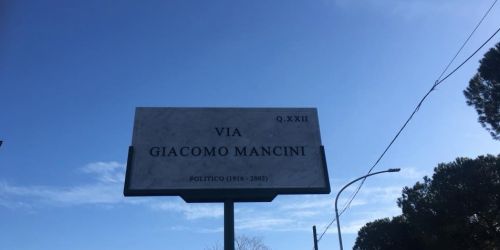 Q.XXII
VIA
GIACOMO MANCINI
POLITICO (1916 - 2002)